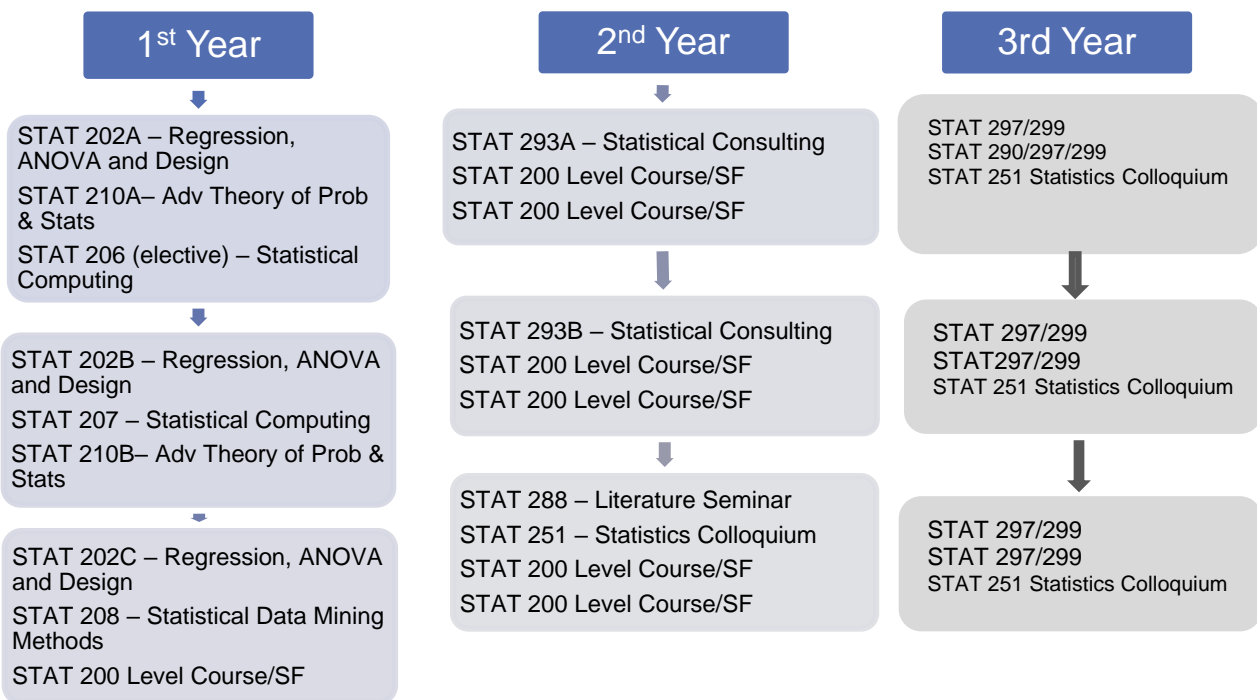 1st Year
STAT 202A – Regression,
ANOVA and Design
STAT 210A– Adv Theory of Prob
& Stats
STAT 206 (elective) – Statistical
Computing
STAT 202B – Regression, ANOVA
and Design
STAT 207 – Statistical Computing
STAT 210B– Adv Theory of Prob &
Stats
STAT 202C – Regression, ANOVA
and Design
STAT 208 – Statistical Data Mining
Methods
STAT 200 Level Course/SF
2nd Year
STAT 293A – Statistical Consulting
STAT 200 Level Course/SF
STAT 200 Level Course/SF
STAT 293B – Statistical Consulting
STAT 200 Level Course/SF
STAT 200 Level Course/SF
STAT 288 – Literature Seminar
STAT 251 – Statistics Colloquium
STAT 200 Level Course/SF
STAT 200 Level Course/SF
3rd Year
STAT 297/299
STAT 290/297/299
STAT 251 Statistics Colloquium
STAT 297/299
STAT297/299
STAT 251 Statistics Colloquium
STAT 297/299
STAT 297/299
STAT 251 Statistics Colloquium